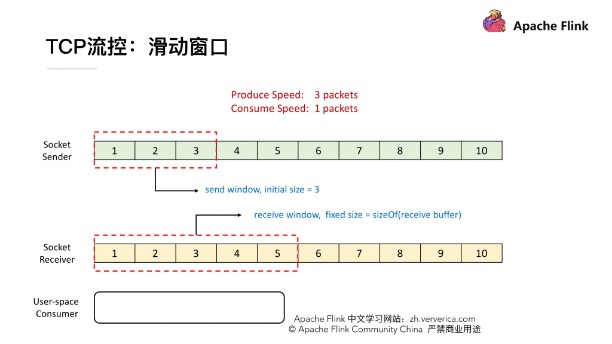 Apache Flink
TCP流控：滑动窗口
Produce Speed: 3 packets
Consume Speed: 1 packets
Socket
Sender
1 2 3 4 5 6 7 8 9 10
send window, initial size = 3
receive window, fixed size = sizeOf(receive buffer)
Socket
Receiver
1 2 3 4 5 6 7 8 9 10
User-space
Consumer
Apache Flink 中文学习网站：zh.ververica.com
© Apache Flink Community China 严禁商业用途